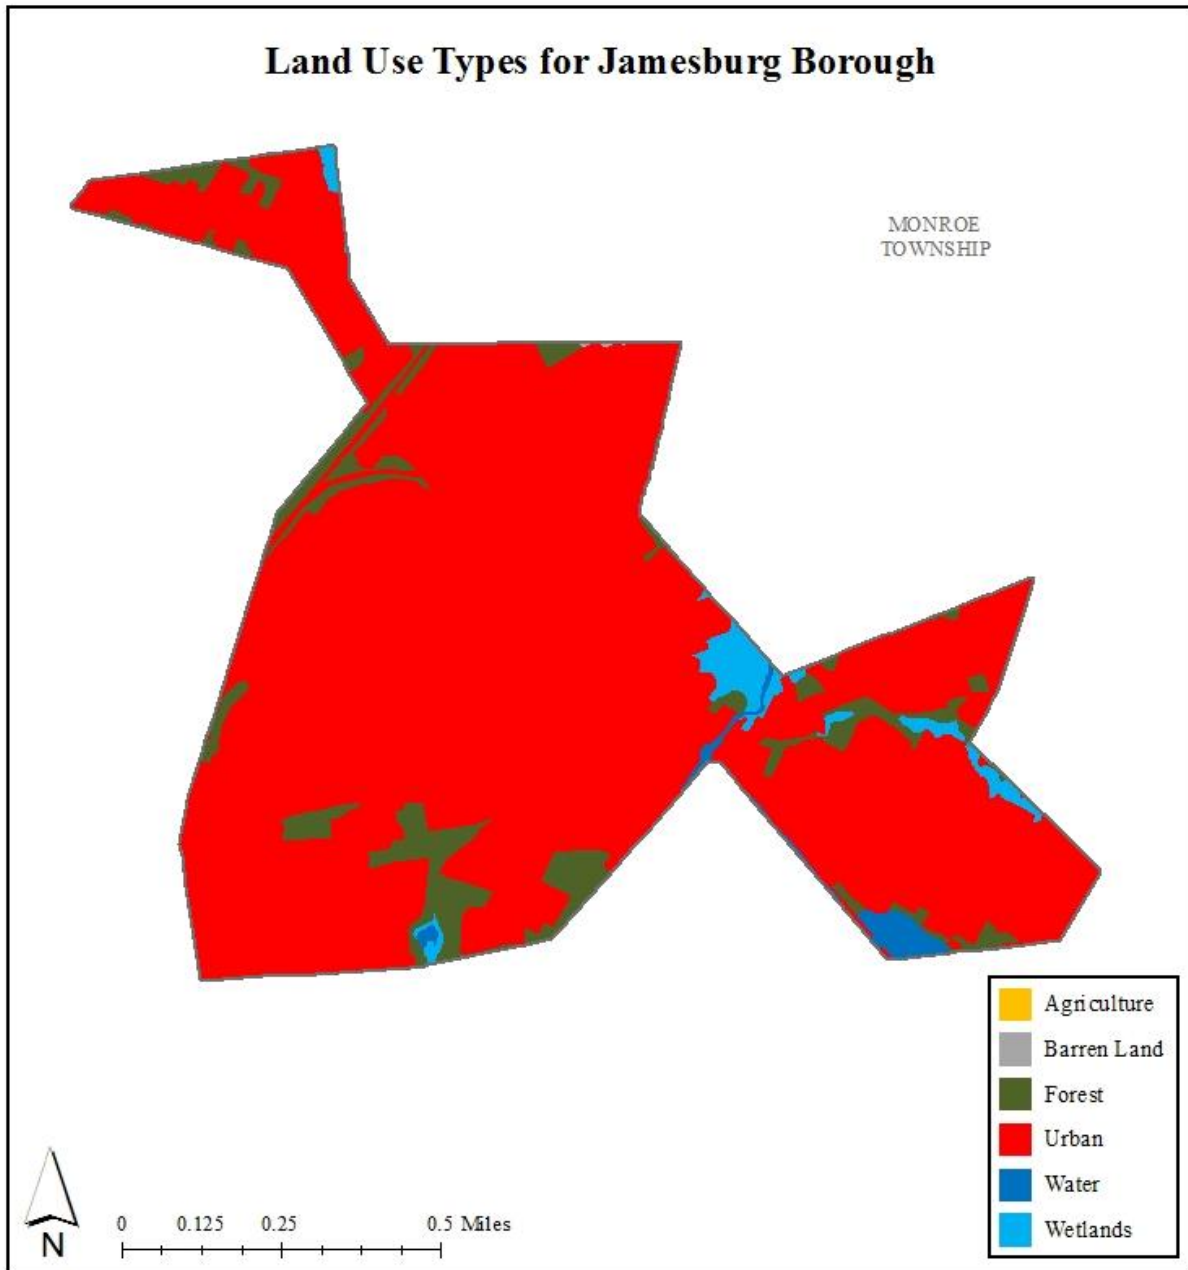 Land Use Types for Jamesburg Borough
MONROE
TOWNSHIP
Agriculture
Barren Land
Forest
Urban
Water
Wetlands
N
0 0.125 0.25 0.5 Miles